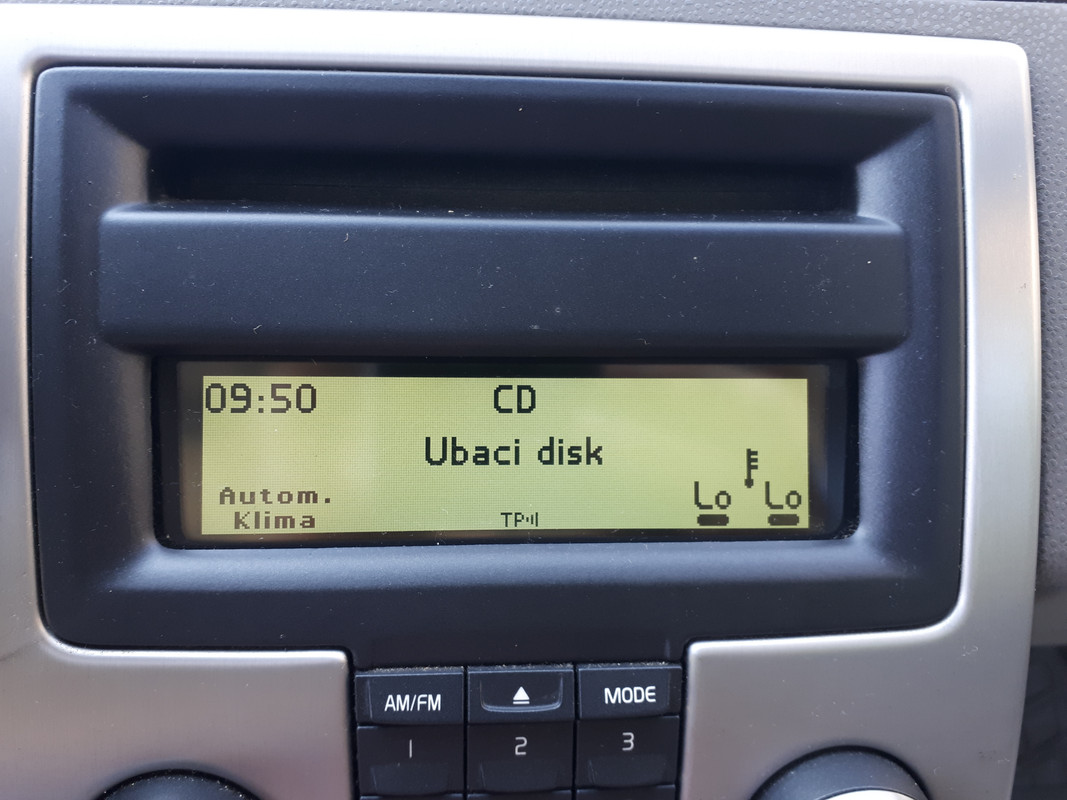 09:50 CD
Ubaci disk
Autom. Lo Lo
Klima TP
AM/FM MODE
1 2 3